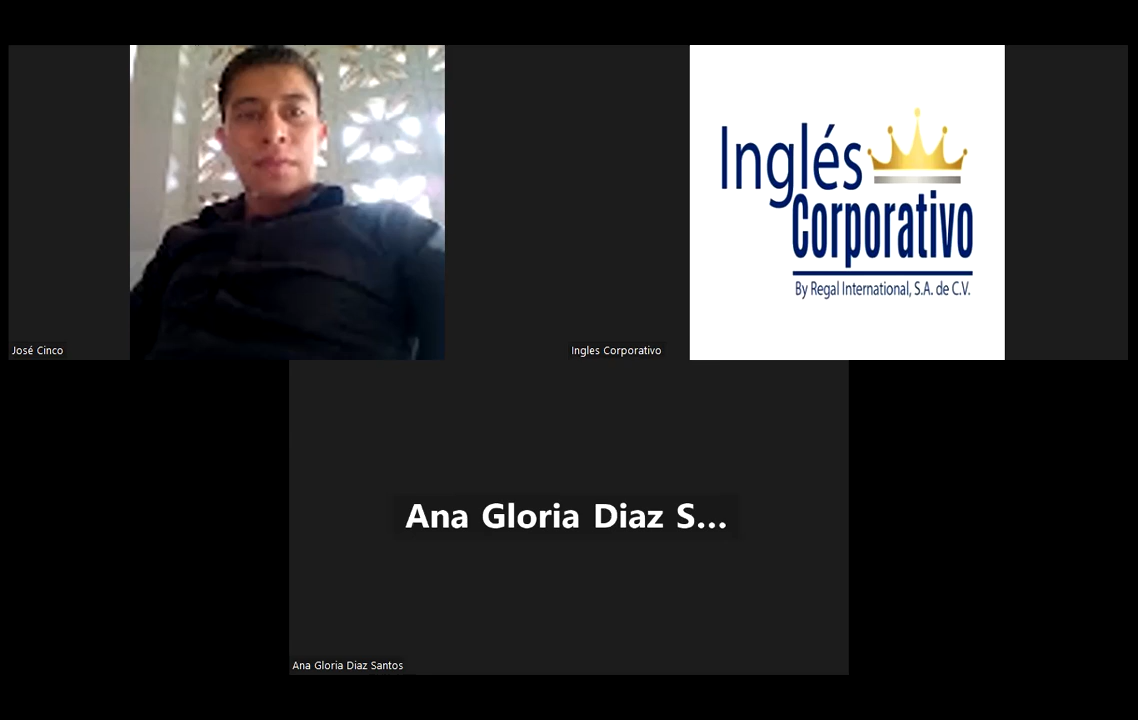 Inglés
Corporativo
By Regal International, S.A. de C.V.
José Cinco
Ingles Corporativo
Ana Gloria Diaz S...
Ana Gloria Diaz Santos